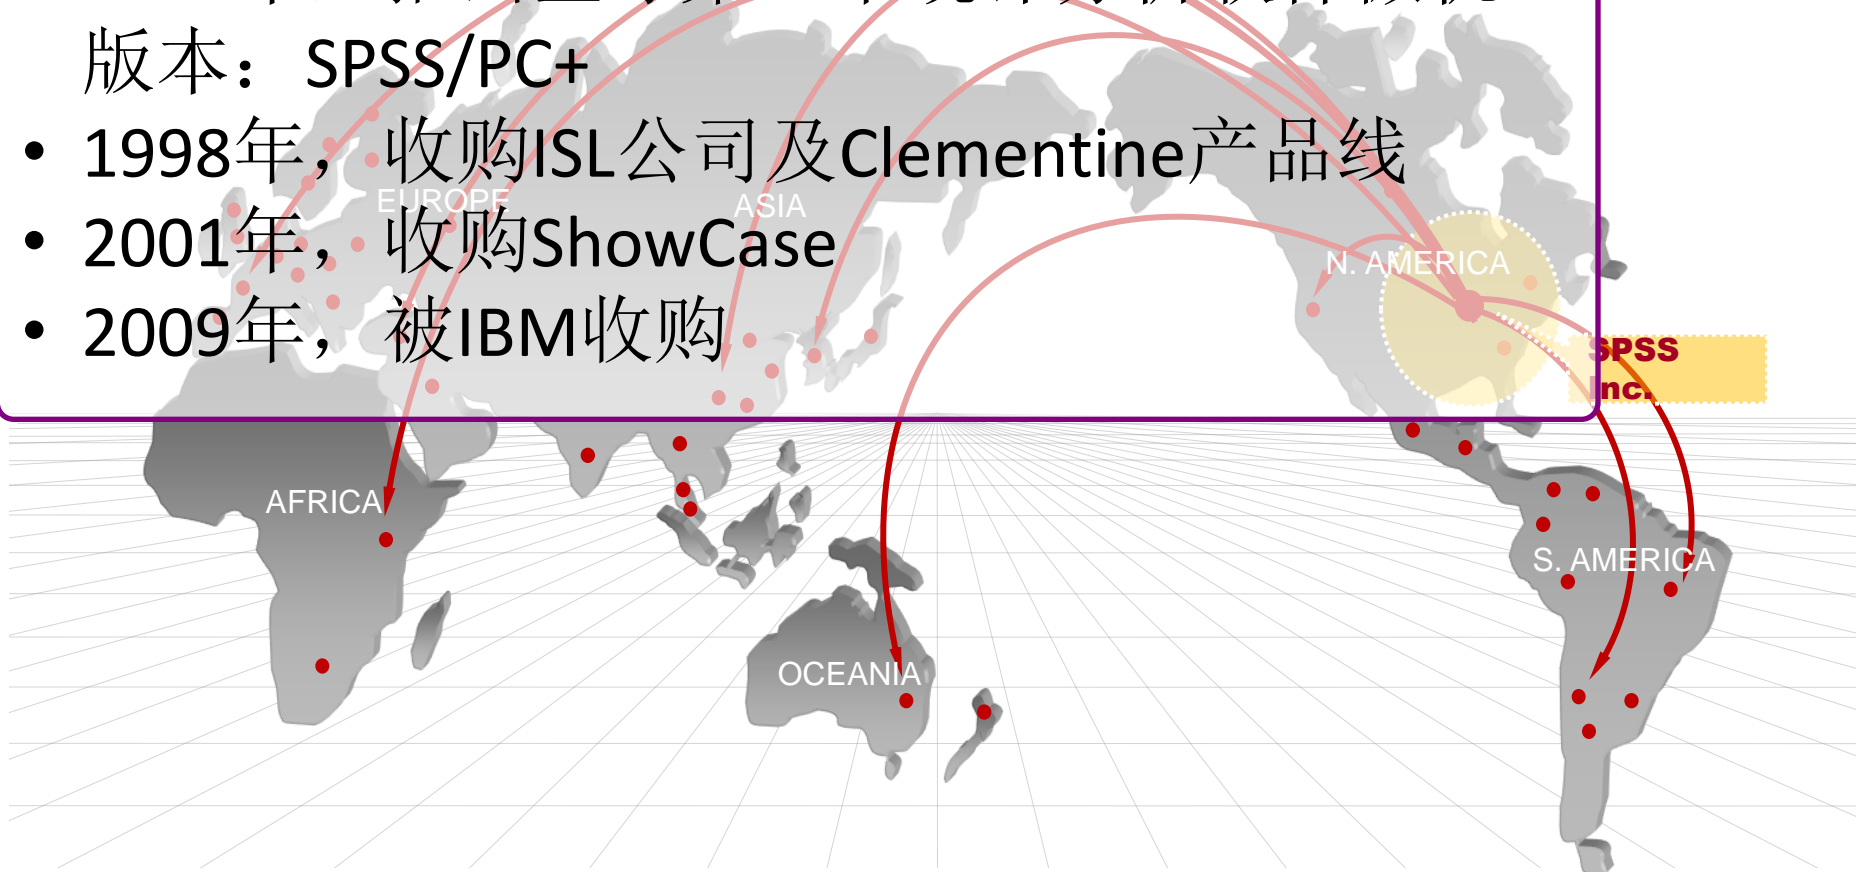 版本：SPSS/PC+
• 1998年，收购ISL公司及Clementine产品线
• 2001年，收购ShowCase
• 2009年，被IBM收购
EUROPE
ASIA
N. AMERICA
SPSS
Inc.
AFRICA
S. AMERICA
OCEANIA